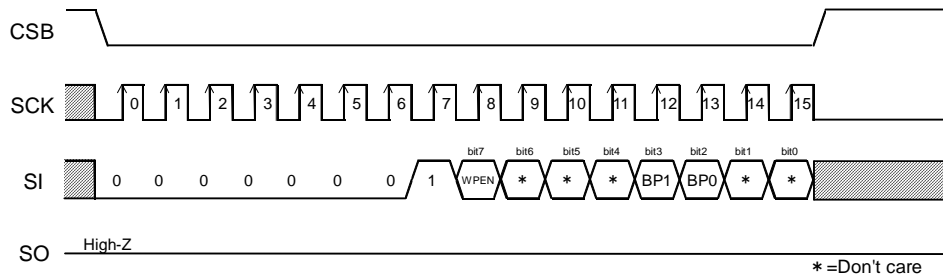 CSB
SCK 0 1 2 3 4 5 6 7 8 9 10 11 12 13 14 15
bit7 bit6 bit5 bit4 bit3 bit2 bit1 bit0
SI 0 0 0 0 0 0 0 1 WPEN * * * BP1 BP0 * *
SO High-Z
* =Don't care